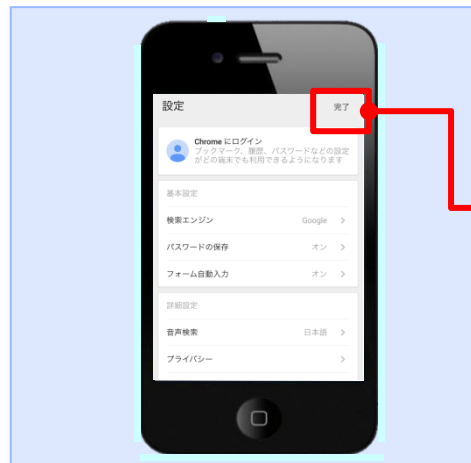 設定
完了
Chrome にログイン
ブックマーク、履歴、パスワードなどの設定
がどの端末でも利用できるようになります
基本設定
検索エンジン Google
パスワードの保存 オン
フォーム自動入力 オン
詳細設定
音声検索 日本語
プライバシー